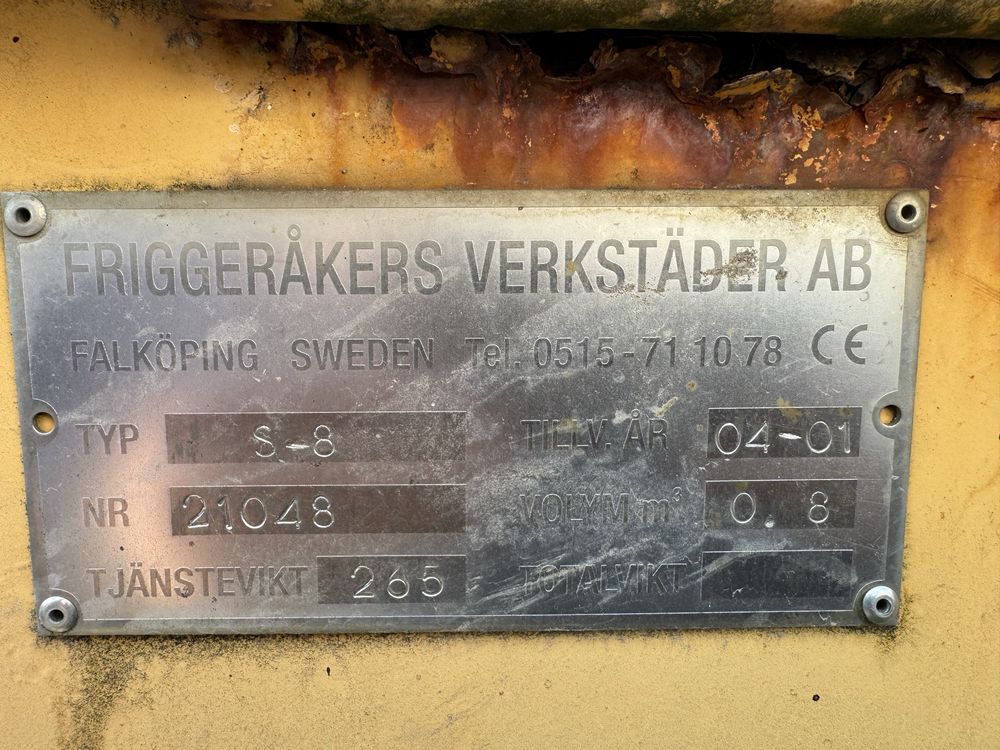 FRIGGERÅKERS VERKSTÄDER AB
FALKÖPING SWEDEN Tel. 0515-71 10 78 CE
TYP S-8 TILLV. ÅR 04-01
NR 21048 VOLYM m³ 0.8
TJÄNSTEVIKT 265 TOTALVIKT